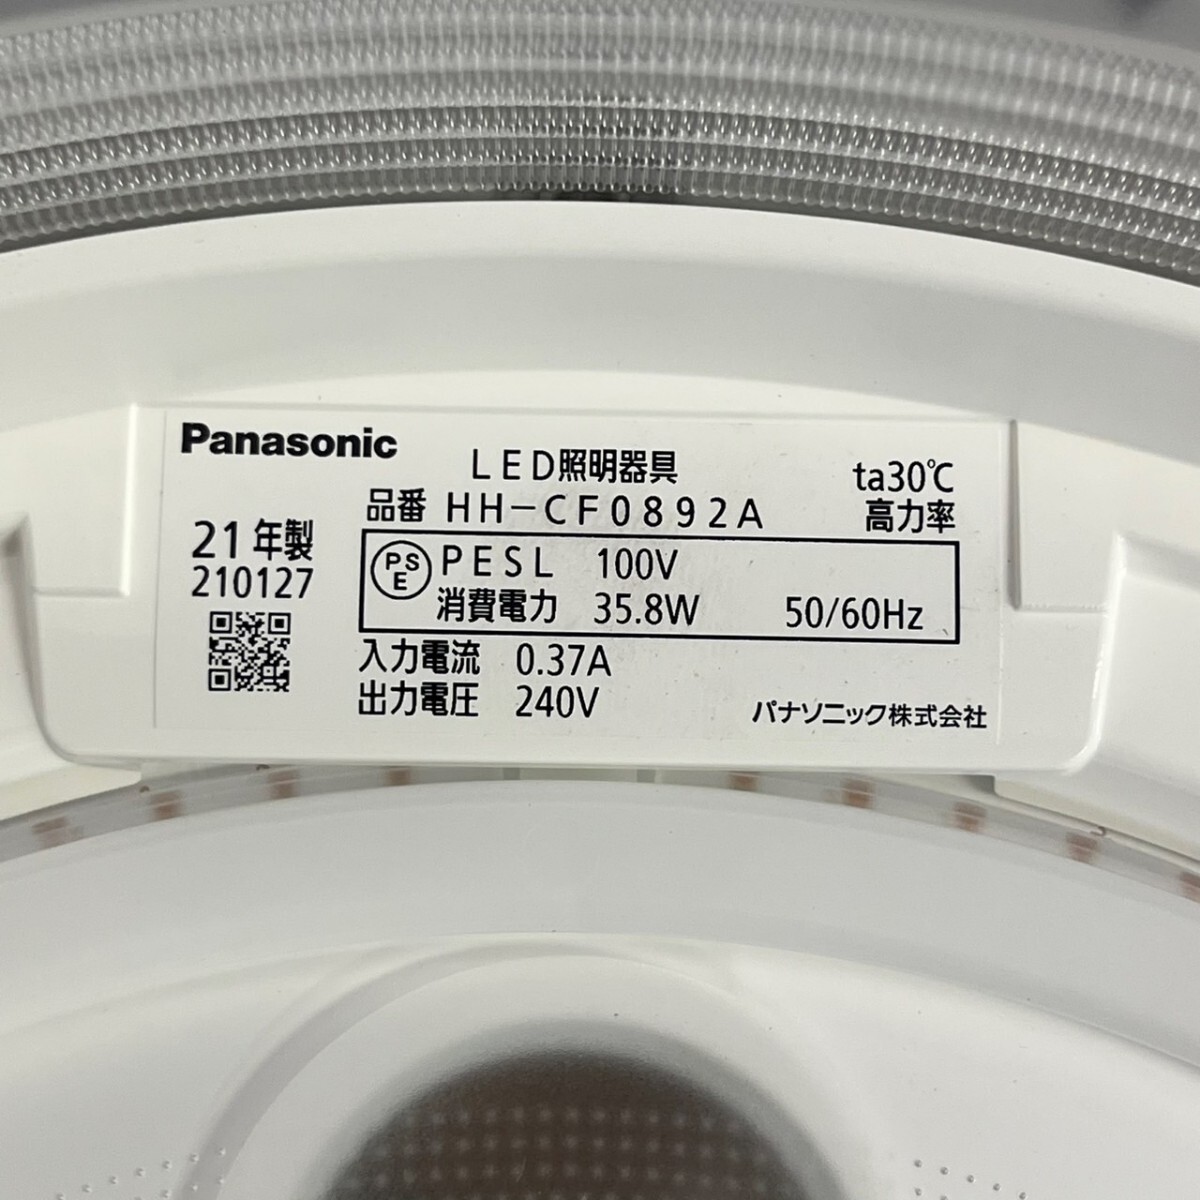 Panasonic
LED照明器具
ta30℃
品番 HH-CF0892A
高力率
21年製
210127
PSE
PESL 100V
消費電力 35.8W 50/60Hz
入力電流 0.37A
出力電圧 240V
パナソニック株式会社